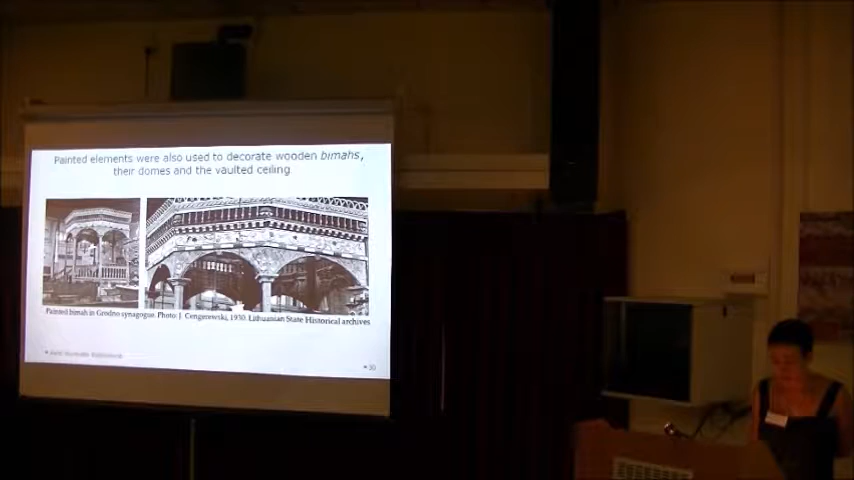 Painted elements were also used to decorate wooden bimahs,
their domes and the vaulted ceiling
Painted bimah in Grodno synagogue. Photo: J. Cengerewski, 1930. Lithuanian State Historical archives
30